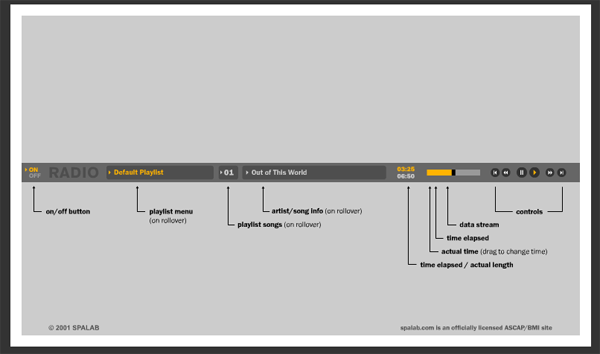 ON
OFF
RADIO
Default Playlist
01
Out of This World
03:25
06:50
on/off button
playlist menu
(on rollover)
artist/song info (on rollover)
playlist songs (on rollover)
controls
data stream
time elapsed
actual time (drag to change time)
time elapsed / actual length
© 2001 SPALAB
spalab.com is an officially licensed ASCAP/BMI site